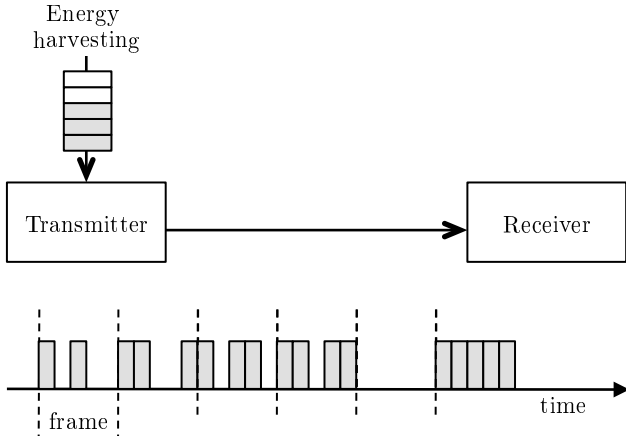 Energy
harvesting
Transmitter
Receiver
time
frame